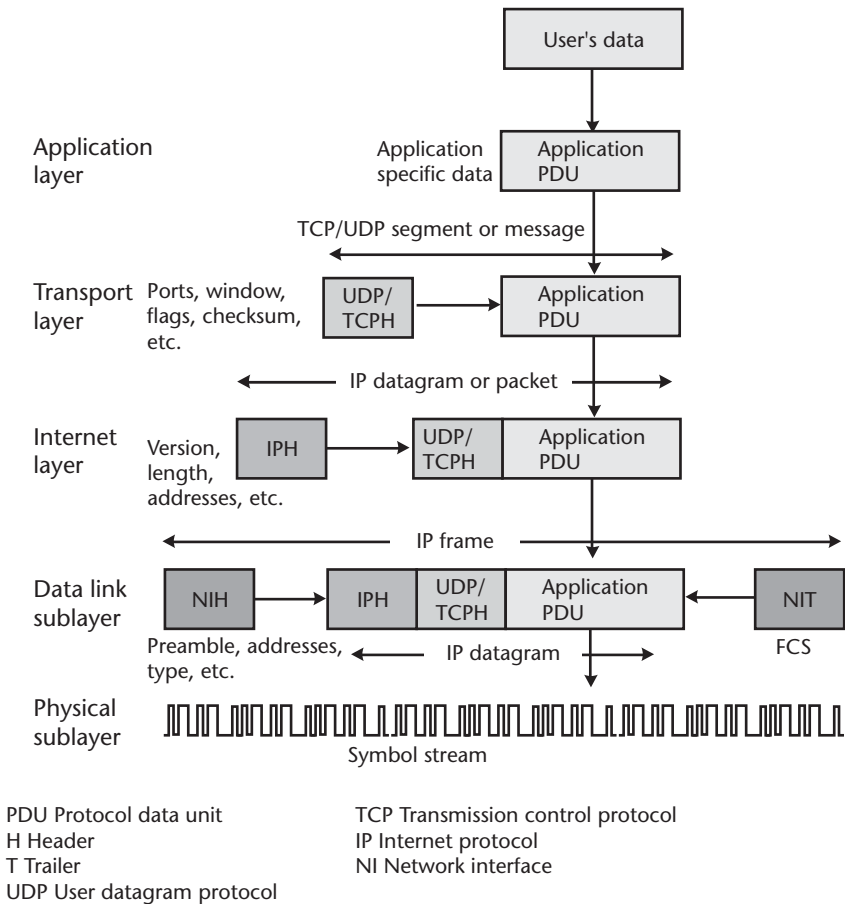 User's data
Application
layer
Application
specific data
Application
PDU
TCP/UDP segment or message
Transport
layer
Ports, window,
flags, checksum,
etc.
UDP/
TCPH
Application
PDU
IP datagram or packet
Internet
layer
Version,
length,
addresses, etc.
IPH
UDP/
TCPH
Application
PDU
IP frame
Data link
sublayer
NIH
IPH
UDP/
TCPH
Application
PDU
NIT
Preamble, addresses,
type, etc.
IP datagram
FCS
Physical
sublayer
Symbol stream
PDU Protocol data unit
H Header
T Trailer
UDP User datagram protocol
TCP Transmission control protocol
IP Internet protocol
NI Network interface